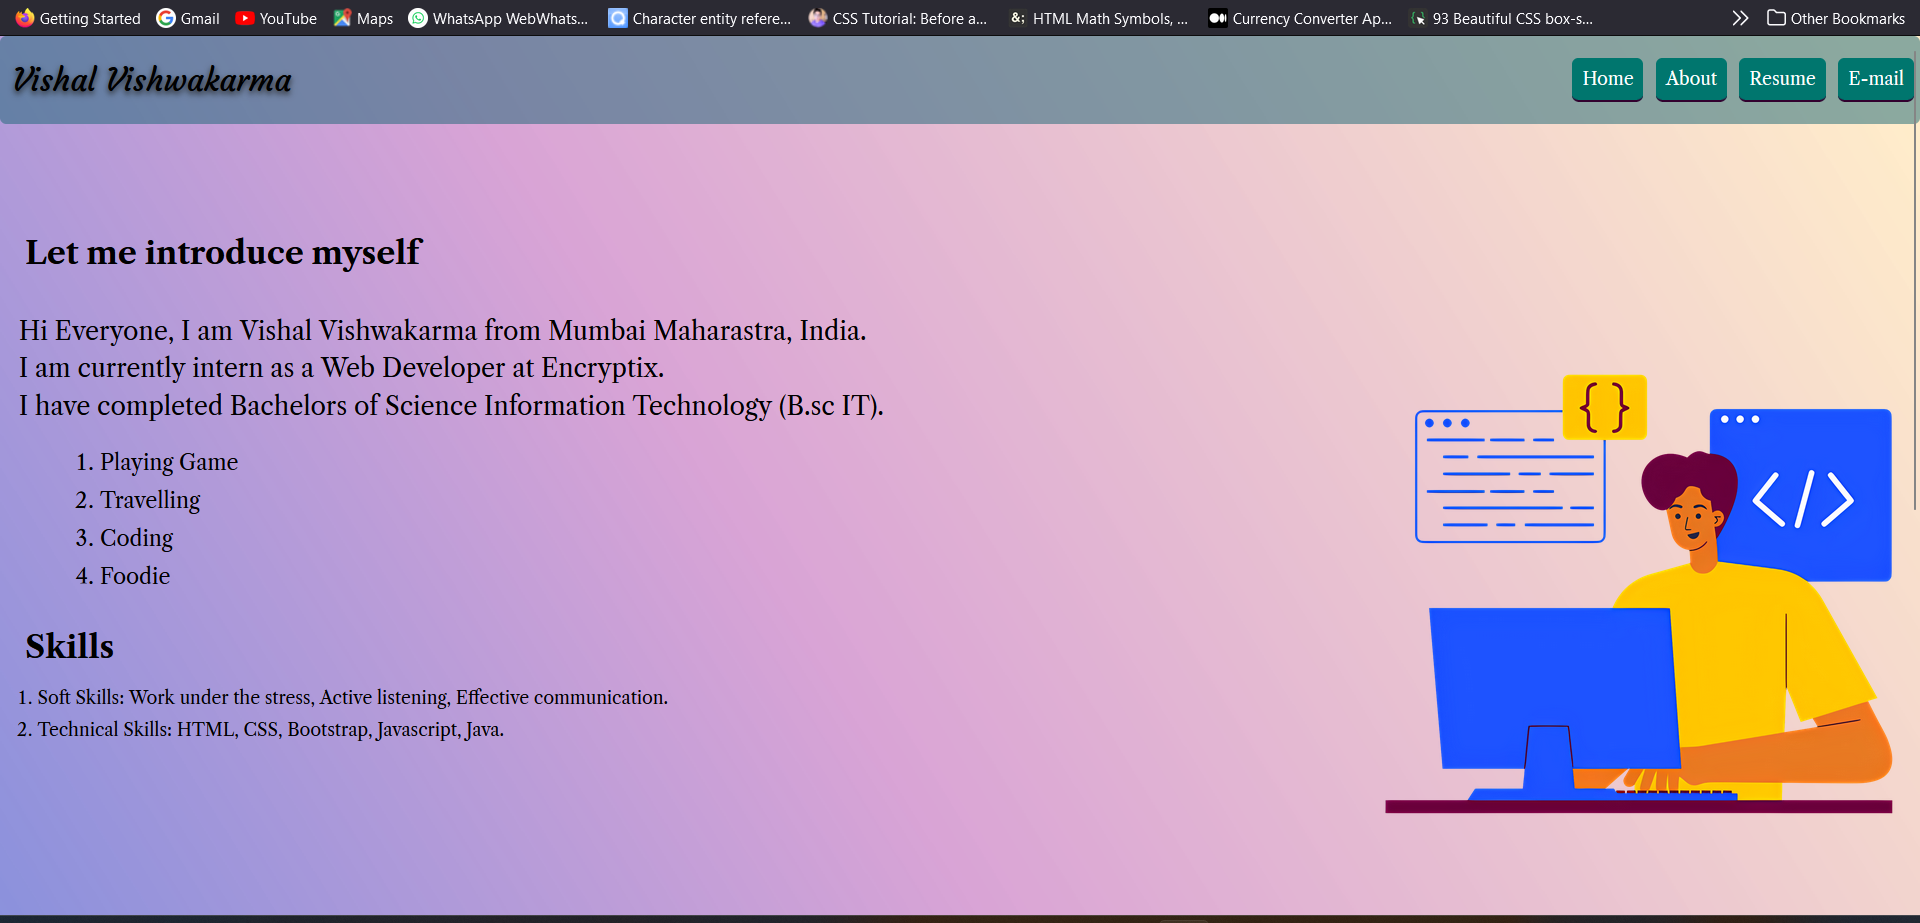 Getting Started Gmail YouTube Maps WhatsApp WebWhats... Character entity refere... CSS Tutorial: Before a... &; HTML Math Symbols, ... Currency Converter Ap... 93 Beautiful CSS box-s... Other Bookmarks
Vishal Vishwakarma Home About Resume E-mail
Let me introduce myself
Hi Everyone, I am Vishal Vishwakarma from Mumbai Maharastra, India.
I am currently intern as a Web Developer at Encryptix.
I have completed Bachelors of Science Information Technology (B.sc IT).
1. Playing Game
2. Travelling
3. Coding
4. Foodie
{ }
</>
Skills
1. Soft Skills: Work under the stress, Active listening, Effective communication.
2. Technical Skills: HTML, CSS, Bootstrap, Javascript, Java.